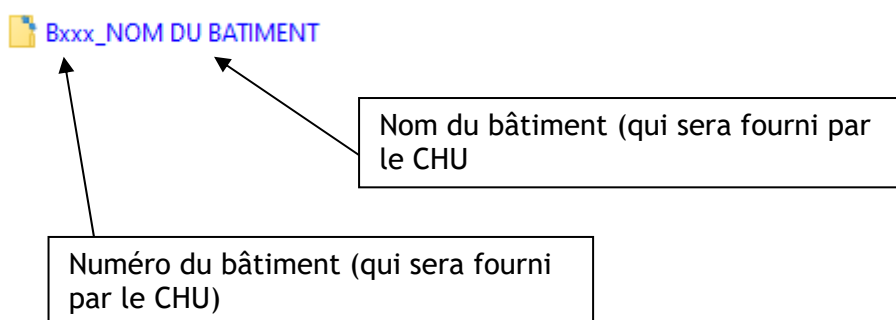 Bxxx_NOM DU BATIMENT
Nom du bâtiment (qui sera fourni par
le CHU
Numéro du bâtiment (qui sera fourni
par le CHU)